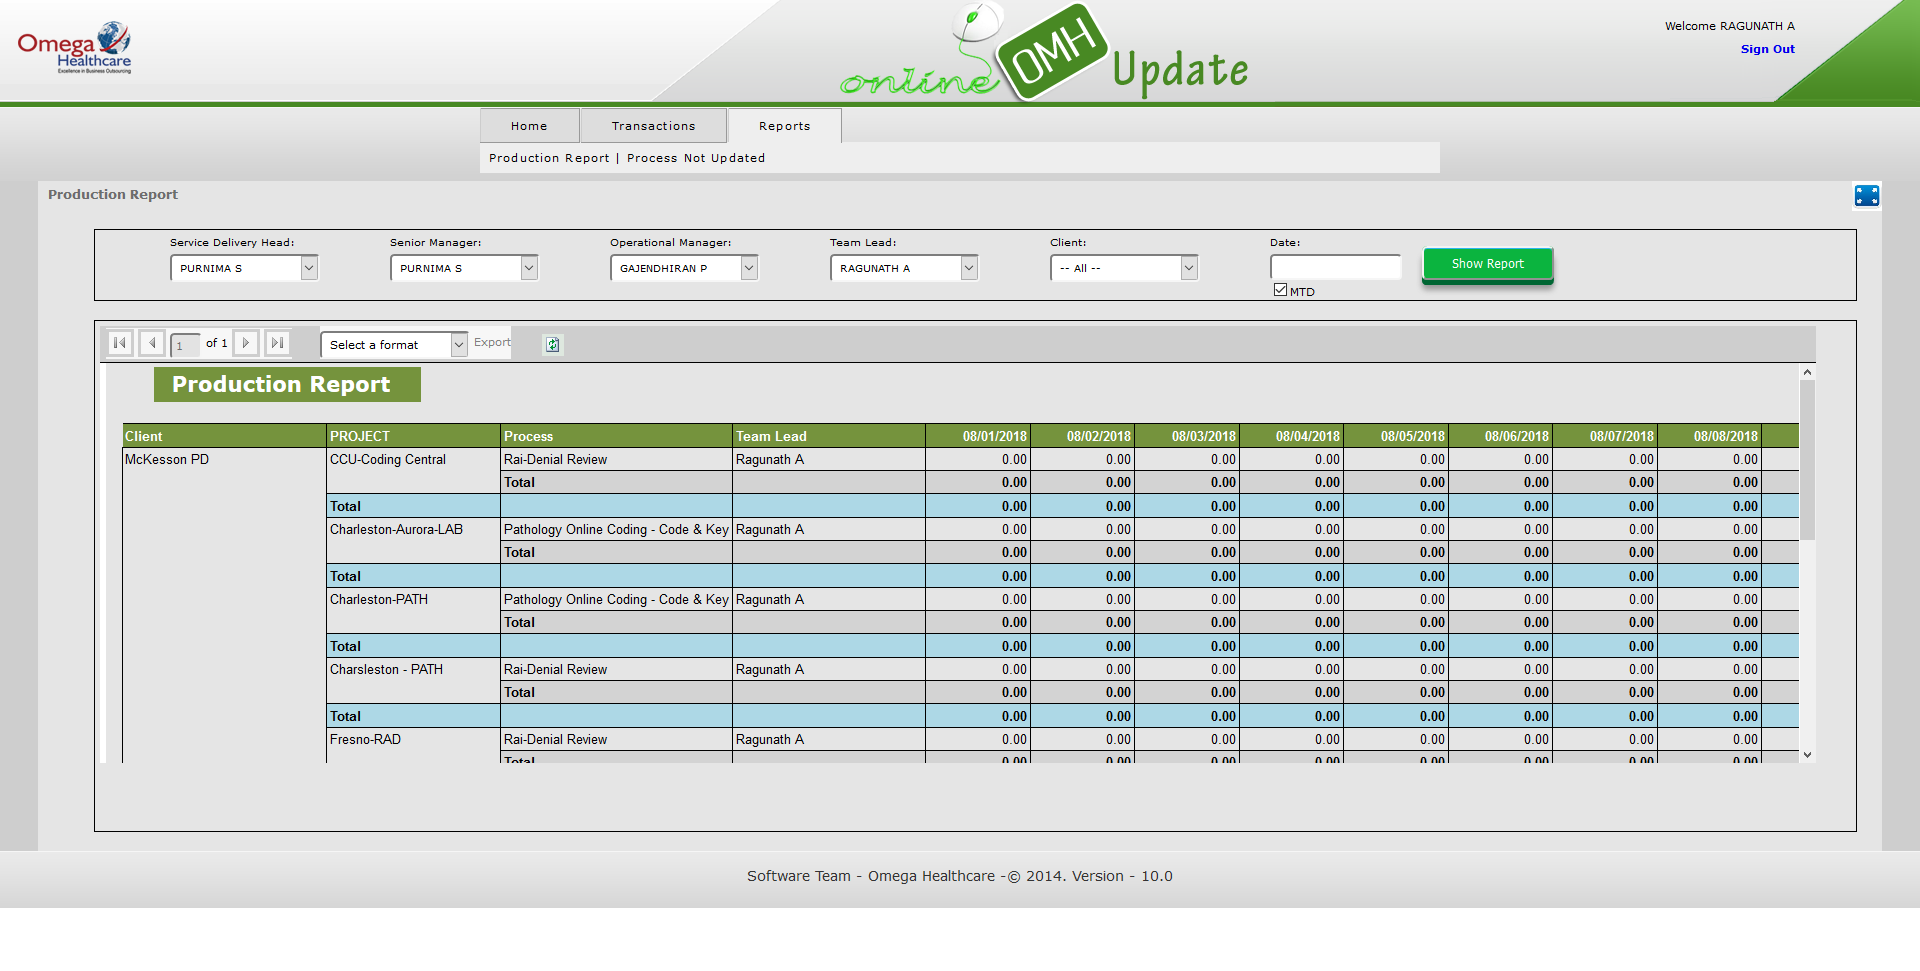 Omega
Healthcare
Excellence in Business Outsourcing
online OMH Update
Welcome RAGUNATH A
Sign Out
Home Transactions Reports
Production Report | Process Not Updated
Production Report
Service Delivery Head: Senior Manager: Operational Manager: Team Lead: Client: Date:
PURNIMA S PURNIMA S GAJENDHIRAN P RAGUNATH A -- All -- Show Report
MTD
1 of 1 Select a format Export
Production Report
Client PROJECT Process Team Lead 08/01/2018 08/02/2018 08/03/2018 08/04/2018 08/05/2018 08/06/2018 08/07/2018 08/08/2018
McKesson PD CCU-Coding Central Rai-Denial Review Ragunath A 0.00 0.00 0.00 0.00 0.00 0.00 0.00 0.00
Total 0.00 0.00 0.00 0.00 0.00 0.00 0.00 0.00
Total 0.00 0.00 0.00 0.00 0.00 0.00 0.00 0.00
Charleston-Aurora-LAB Pathology Online Coding - Code & Key Ragunath A 0.00 0.00 0.00 0.00 0.00 0.00 0.00 0.00
Total 0.00 0.00 0.00 0.00 0.00 0.00 0.00 0.00
Total 0.00 0.00 0.00 0.00 0.00 0.00 0.00 0.00
Charleston-PATH Pathology Online Coding - Code & Key Ragunath A 0.00 0.00 0.00 0.00 0.00 0.00 0.00 0.00
Total 0.00 0.00 0.00 0.00 0.00 0.00 0.00 0.00
Total 0.00 0.00 0.00 0.00 0.00 0.00 0.00 0.00
Charsleston - PATH Rai-Denial Review Ragunath A 0.00 0.00 0.00 0.00 0.00 0.00 0.00 0.00
Total 0.00 0.00 0.00 0.00 0.00 0.00 0.00 0.00
Total 0.00 0.00 0.00 0.00 0.00 0.00 0.00 0.00
Fresno-RAD Rai-Denial Review Ragunath A 0.00 0.00 0.00 0.00 0.00 0.00 0.00 0.00
Total 0.00 0.00 0.00 0.00 0.00 0.00 0.00 0.00
Software Team - Omega Healthcare -© 2014. Version - 10.0